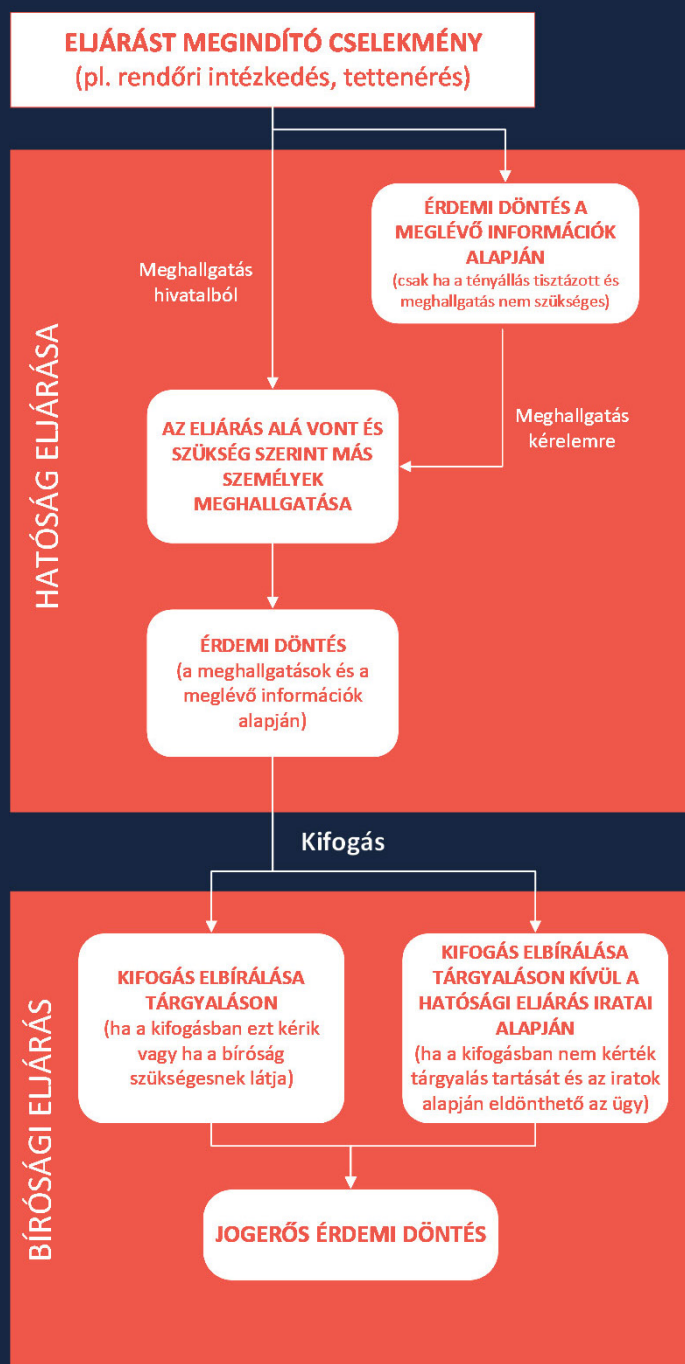 ELJÁRÁST MEGINDÍTÓ CSELEKMÉNY
(pl. rendőri intézkedés, tettenérés)
HATÓSÁG ELJÁRÁSA
ÉRDEMI DÖNTÉS A
MEGLÉVŐ INFORMÁCIÓK
ALAPJÁN
(csak ha a tényállás tisztázott és
meghallgatás nem szükséges)
Meghallgatás
hivatalból
Meghallgatás
kérelemre
AZ ELJÁRÁS ALÁ VONT ÉS
SZÜKSÉG SZERINT MÁS
SZEMÉLYEK
MEGHALLGATÁSA
ÉRDEMI DÖNTÉS
(a meghallgatások és a
meglévő információk
alapján)
Kifogás
BÍRÓSÁGI ELJÁRÁS
KIFOGÁS ELBÍRÁLÁSA
TÁRGYALÁSON
(ha a kifogásban ezt kérik
vagy ha a bíróság
szükségesnek látja)
KIFOGÁS ELBÍRÁLÁSA
TÁRGYALÁSON KÍVÜL A
HATÓSÁGI ELJÁRÁS IRATAI
ALAPJÁN
(ha a kifogásban nem kérték
tárgyalás tartását és az iratok
alapján eldönthető az ügy)
JOGERŐS ÉRDEMI DÖNTÉS